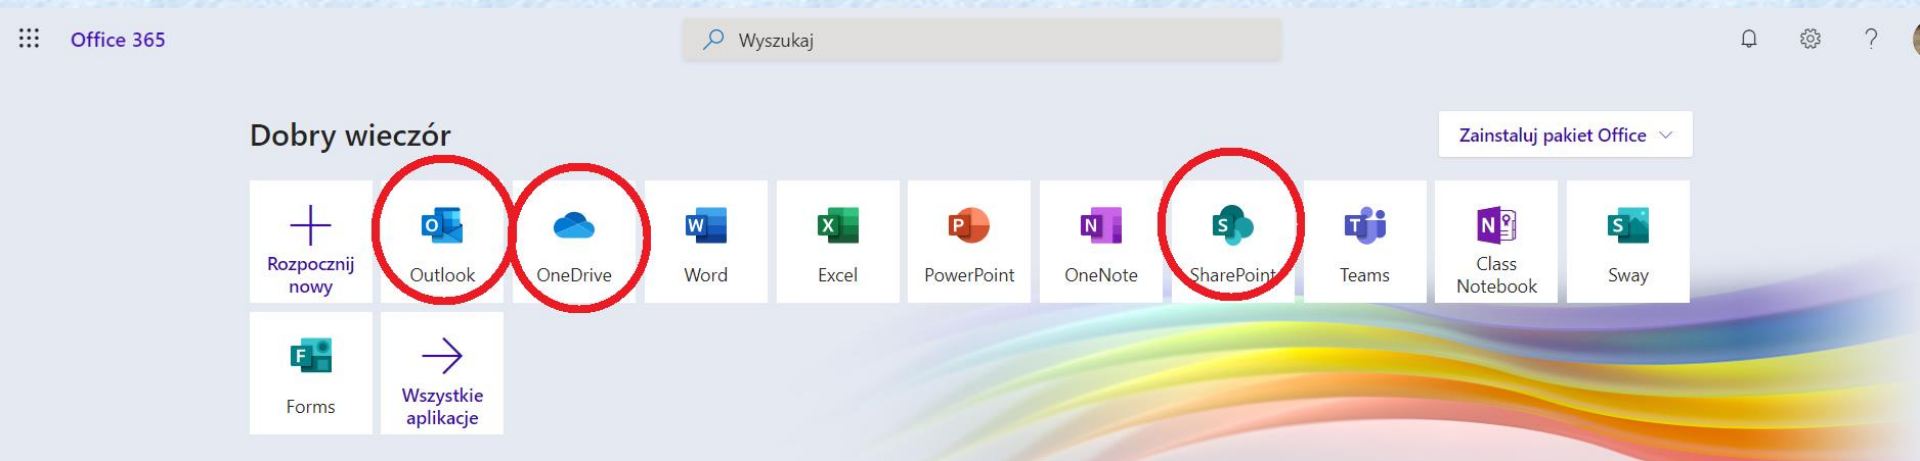 Office 365
Wyszukaj
Dobry wieczór
Zainstaluj pakiet Office
Rozpocznij
nowy
Outlook
OneDrive
Word
Excel
PowerPoint
OneNote
SharePoint
Teams
Class
Notebook
Sway
Forms
Wszystkie
aplikacje